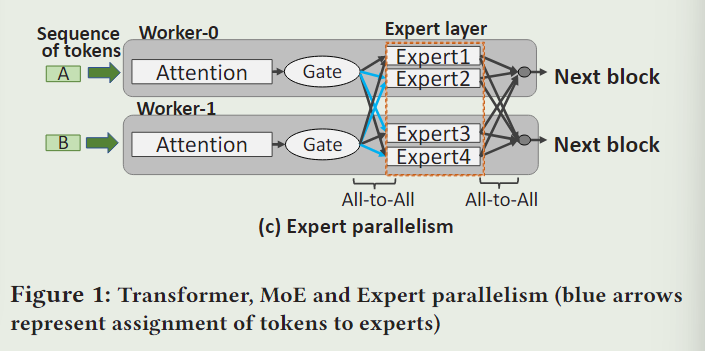 Sequence
of tokens
Worker-0
Expert layer
A
Attention
Gate
Expert1
Expert2
Next block
Worker-1
B
Attention
Gate
Expert3
Expert4
Next block
All-to-All
All-to-All
(c) Expert parallelism
Figure 1: Transformer, MoE and Expert parallelism (blue arrows
represent assignment of tokens to experts)